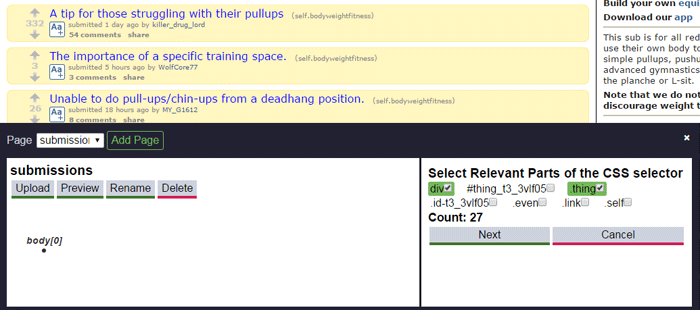 A tip for those struggling with their pullups (self.bodyweightfitness)
332
Aa+
submitted 1 day ago by killer_drug_lord
54 comments share
The importance of a specific training space. (self.bodyweightfitness)
3
Aa+
submitted 5 hours ago by WolfCore77
3 comments share
Unable to do pull-ups/chin-ups from a deadhang position. (self.bodyweightfitness)
26
Aa+
submitted 18 hours ago by MY_G1612
8 comments share
Build your own equi
Download our app
This sub is for all red
use their own body to
simple pullups, pushu
advanced gymnastics
the planche or L-sit.
Note that we do not
discourage weight t
Page submission Add Page ×
submissions
Upload Preview Rename Delete
body[0]
Select Relevant Parts of the CSS selector
div #thing_t3_3vlf05 .thing
.id-t3_3vlf05 .even .link .self
Count: 27
Next Cancel